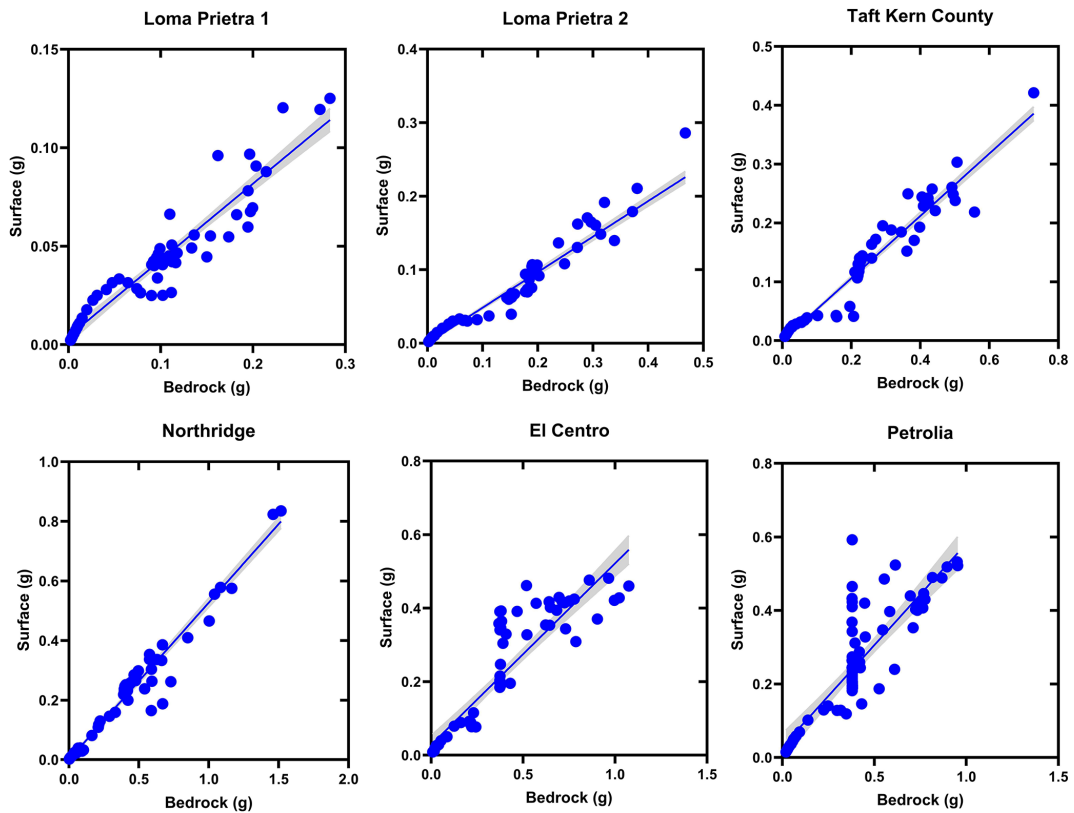 Loma Prietra 1
0.15
0.10
0.05
0.00
Surface (g)
0.0 0.1 0.2 0.3
Bedrock (g)
Loma Prietra 2
0.4
0.3
0.2
0.1
0.0
Surface (g)
0.0 0.1 0.2 0.3 0.4 0.5
Bedrock (g)
Taft Kern County
0.5
0.4
0.3
0.2
0.1
0.0
Surface (g)
0.0 0.2 0.4 0.6 0.8
Bedrock (g)
Northridge
1.0
0.8
0.6
0.4
0.2
0.0
Surface (g)
0.0 0.5 1.0 1.5 2.0
Bedrock (g)
El Centro
0.8
0.6
0.4
0.2
0.0
Surface (g)
0.0 0.5 1.0 1.5
Bedrock (g)
Petrolia
0.8
0.6
0.4
0.2
0.0
Surface (g)
0.0 0.5 1.0 1.5
Bedrock (g)